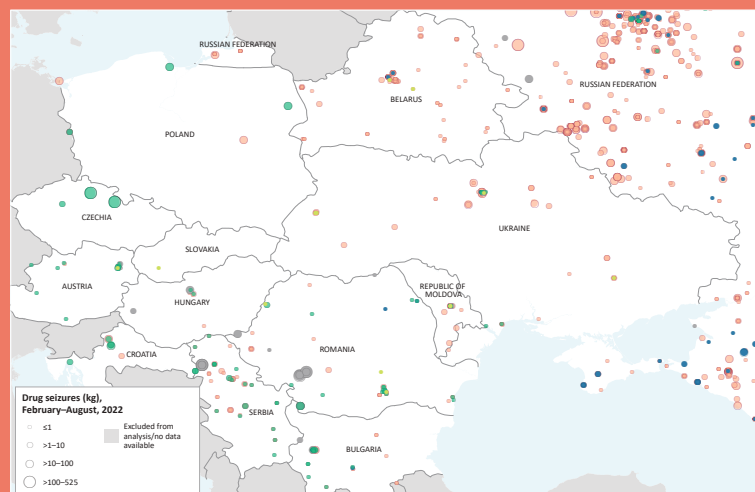 RUSSIAN FEDERATION
RUSSIAN FEDERATION
BELARUS
POLAND
CZECHIA
UKRAINE
SLOVAKIA
AUSTRIA
HUNGARY
REPUBLIC OF
MOLDOVA
CROATIA
ROMANIA
SERBIA
BULGARIA
Drug seizures (kg),
February–August, 2022
≤1
>1–10
>10–100
>100–525
Excluded from
analysis/no data
available